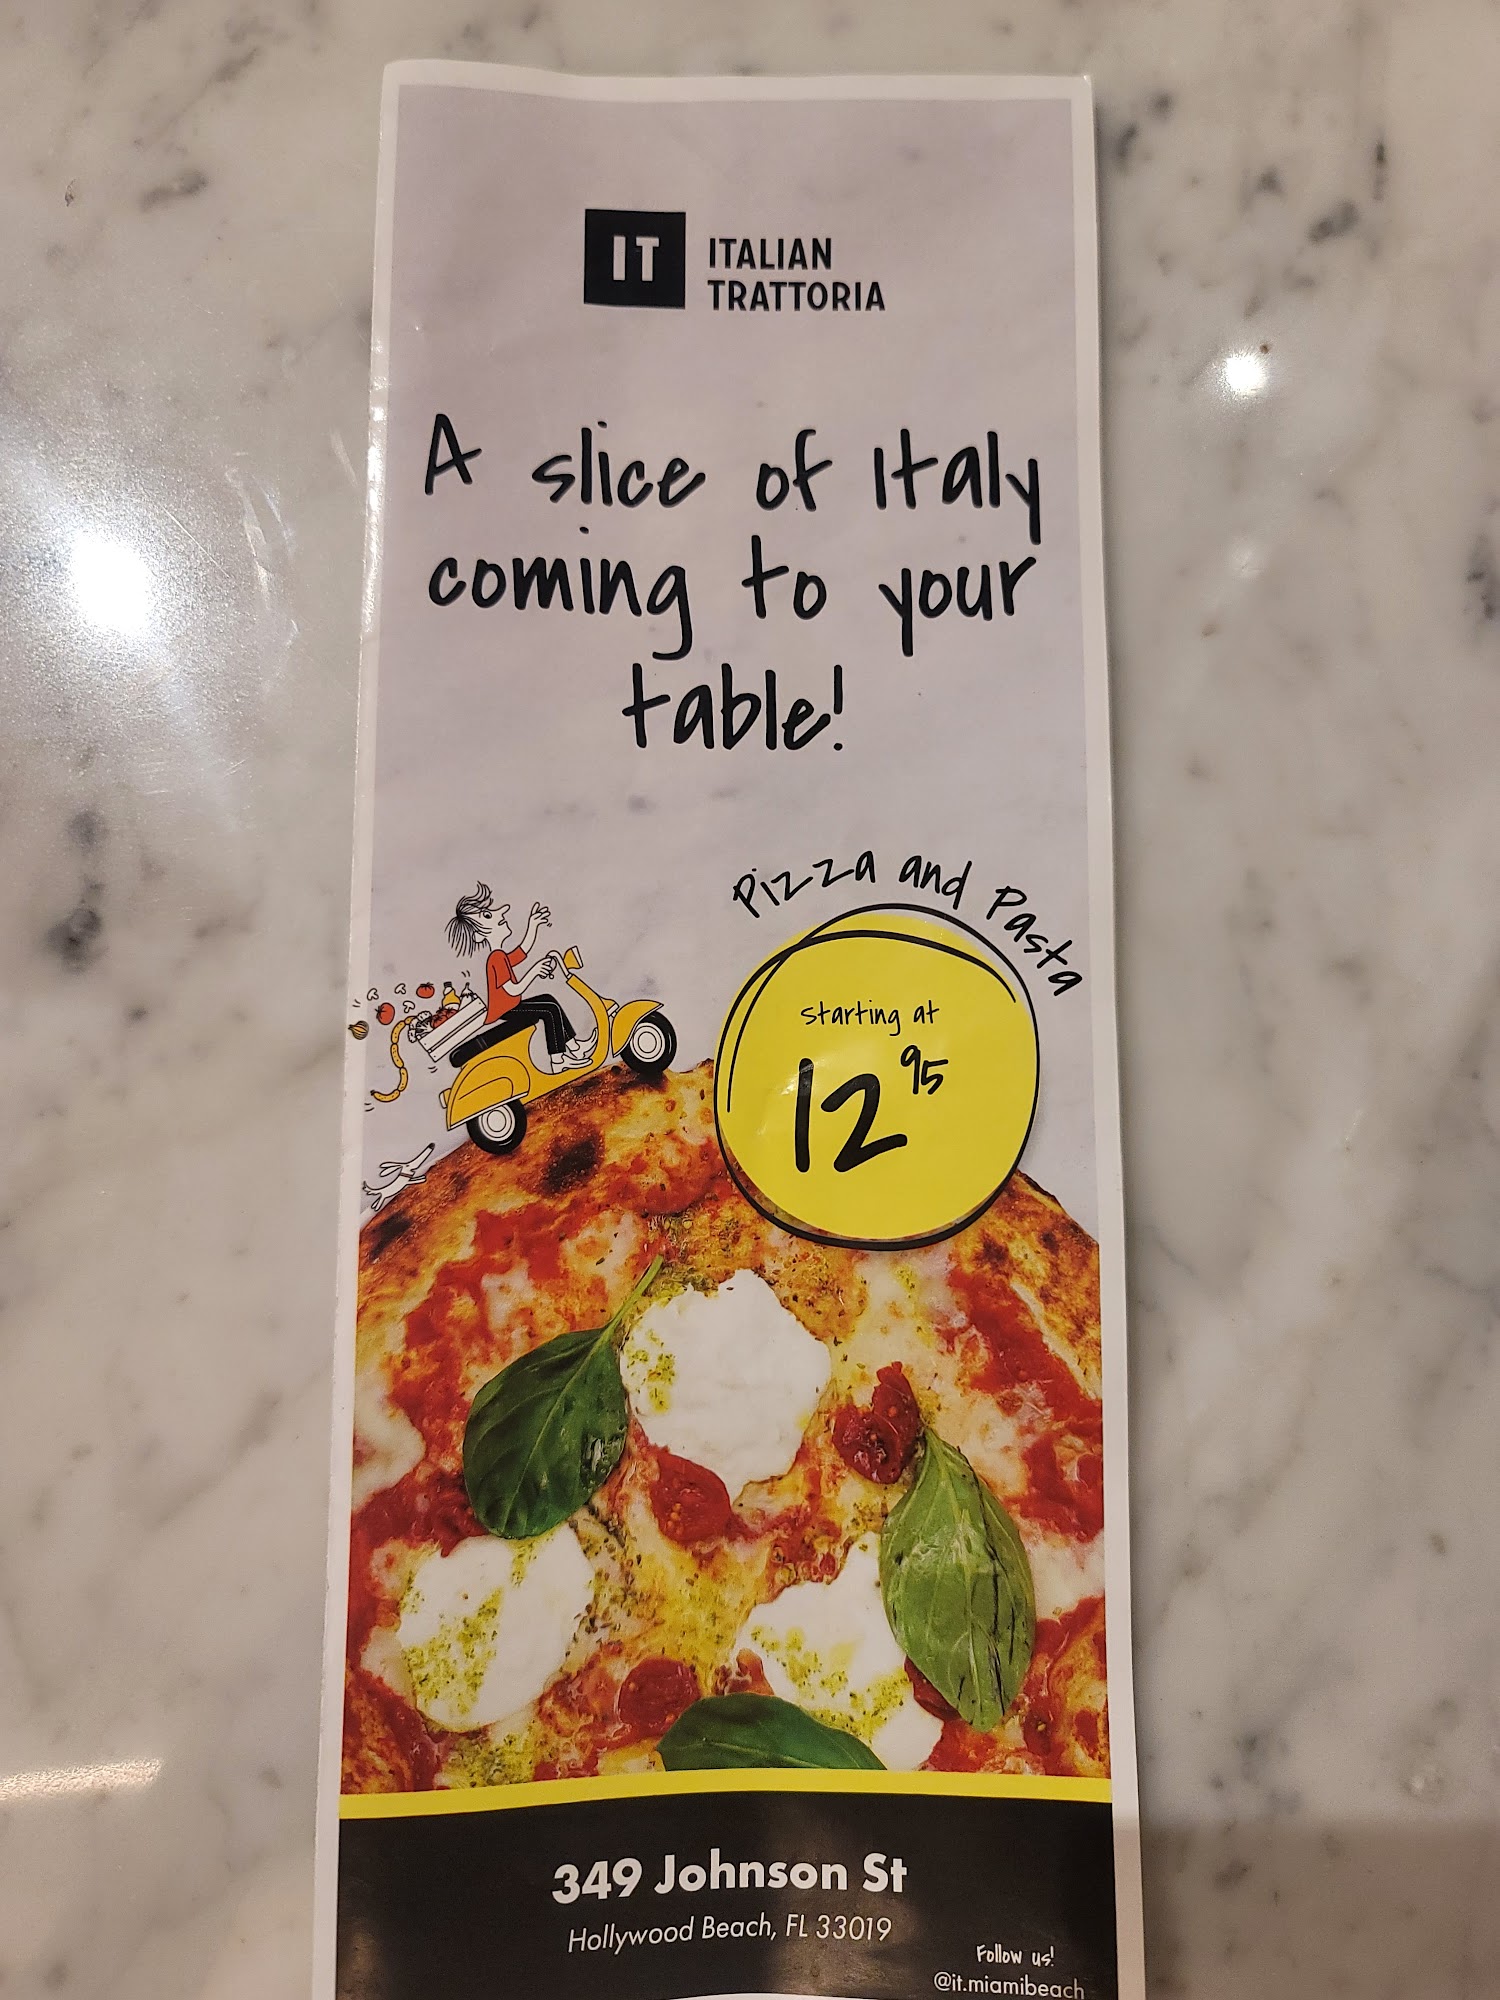 IT
ITALIAN
TRATTORIA
A slice of Italy
coming to your
table!
Pizza and Pasta
Starting at
12 95
349 Johnson St
Hollywood Beach, FL 33019
Follow us!
@it.miamibeach